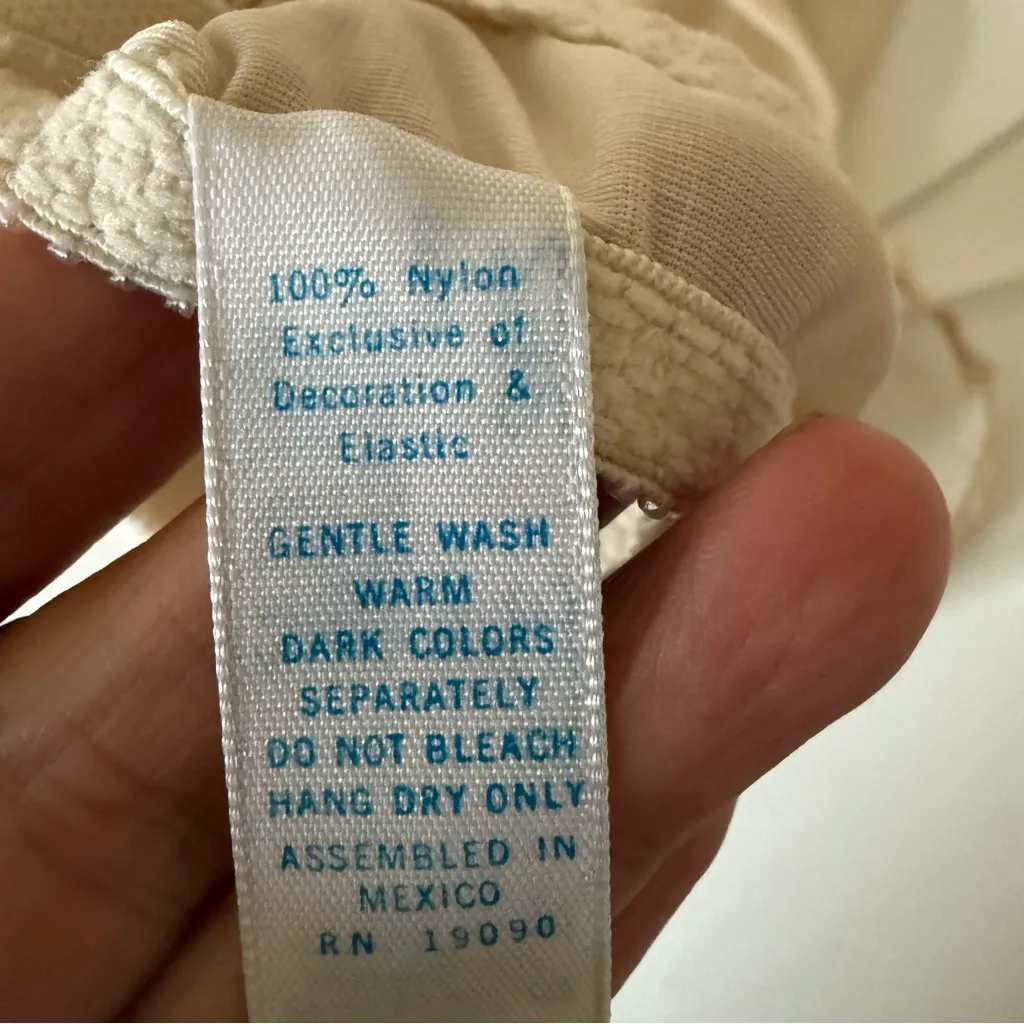 100% Nylon
Exclusive of
Decoration &
Elastic
GENTLE WASH
WARM
DARK COLORS
SEPARATELY
DO NOT BLEACH
HANG DRY ONLY
ASSEMBLED IN
MEXICO
RN 19090